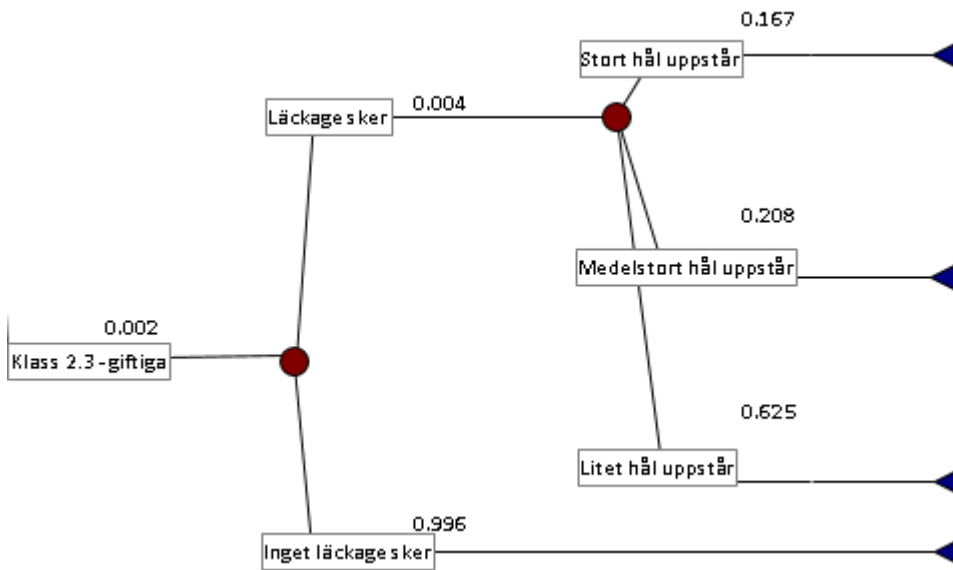 0.167
Stort hål uppstår
0.004
Läckage sker
0.208
Medelstort hål uppstår
0.002
Klass 2.3 -giftiga
0.625
Litet hål uppstår
0.996
Inget läckage sker